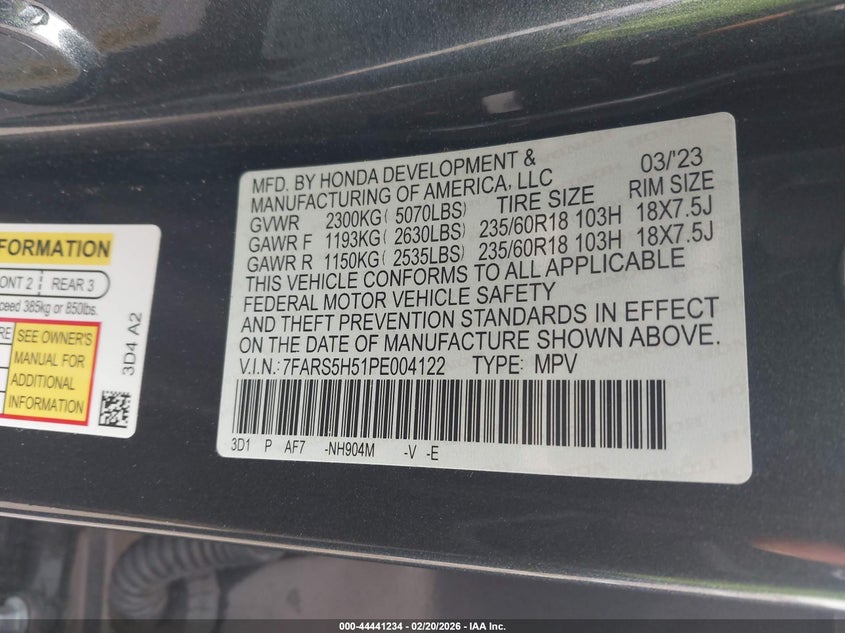 FORMATION
ONT 2 REAR 3
ceed 385kg or 850lbs.
RE SEE OWNER'S
MANUAL FOR
ADDITIONAL
INFORMATION
3D4 A2
MFD. BY HONDA DEVELOPMENT & 03/'23
MANUFACTURING OF AMERICA, LLC
GVWR 2300KG( 5070LBS) TIRE SIZE RIM SIZE
GAWR F 1193KG( 2630LBS) 235/60R18 103H 18X7.5J
GAWR R 1150KG( 2535LBS) 235/60R18 103H 18X7.5J
THIS VEHICLE CONFORMS TO ALL APPLICABLE
FEDERAL MOTOR VEHICLE SAFETY
AND THEFT PREVENTION STANDARDS IN EFFECT
ON THE DATE OF MANUFACTURE SHOWN ABOVE.
V.I.N.: 7FARS5H51PE004122 TYPE: MPV
3D1 P AF7 -NH904M -V -E
000-44441234 | 02/20/2026 – IAA Inc.